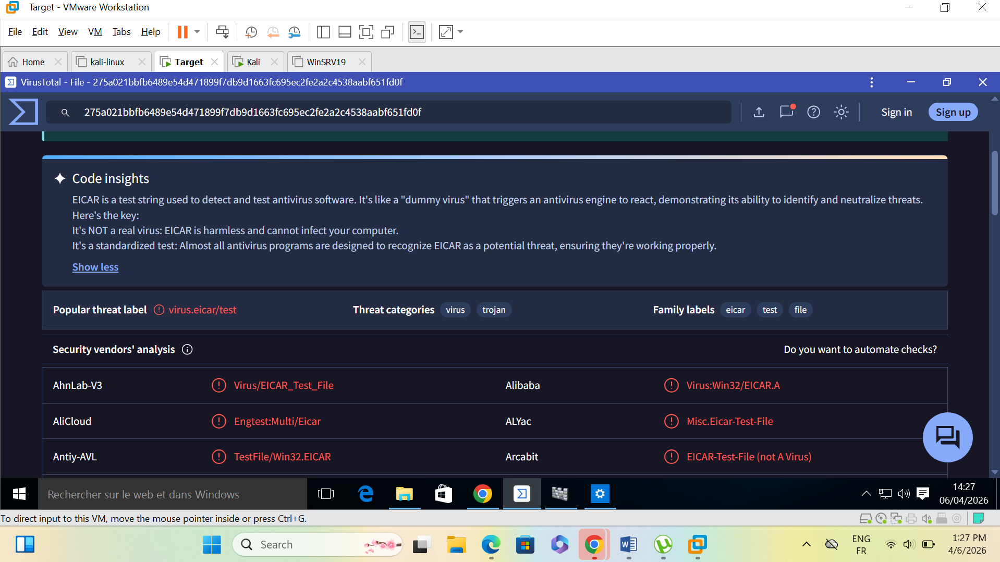 Target - VMware Workstation
File Edit View VM Tabs Help
Home kali-linux Target Kali WinSRV19
VirusTotal - File - 275a021bbfb6489e54d471899f7db9d1663fc695ec2fe2a2c4538aabf651fd0f
275a021bbfb6489e54d471899f7db9d1663fc695ec2fe2a2c4538aabf651fd0f
Sign in Sign up
Code insights
EICAR is a test string used to detect and test antivirus software. It's like a "dummy virus" that triggers an antivirus engine to react, demonstrating its ability to identify and neutralize threats.
Here's the key:
It's NOT a real virus: EICAR is harmless and cannot infect your computer.
It's a standardized test: Almost all antivirus programs are designed to recognize EICAR as a potential threat, ensuring they're working properly.
Show less
Popular threat label virus.eicar/test Threat categories virus trojan Family labels eicar test file
Security vendors' analysis Do you want to automate checks?
AhnLab-V3 Virus/EICAR_Test_File Alibaba Virus:Win32/EICAR.A
AliCloud Engtest:Multi/Eicar ALYac Misc.Eicar-Test-File
Antiy-AVL TestFile/Win32.EICAR Arcabit EICAR-Test-File (not A Virus)
Rechercher sur le web et dans Windows
14:27
06/04/2026
To direct input to this VM, move the mouse pointer inside or press Ctrl+G.
Search
ENG
FR
1:27 PM
4/6/2026